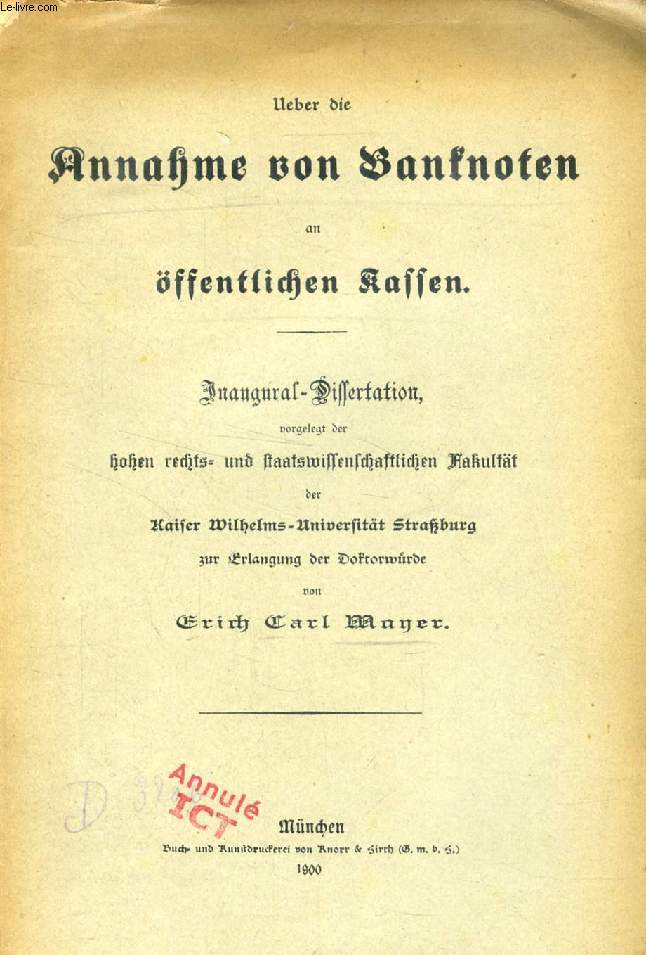 Le-livre.com
Ueber die
Annahme von Banknoten
an
öffentlichen Kassen.
Inaugural-Dissertation,
vorgelegt der
hohen rechts- und staatswissenschaftlichen Fakultät
der
Kaiser Wilhelms-Universität Straßburg
zur Erlangung der Doktorwürde
von
Erich Carl Mayer.
D
Annulé
ICT
München
Buch- und Kunstdruckerei von Knorr & Hirth (G. m. b. H.)
1900